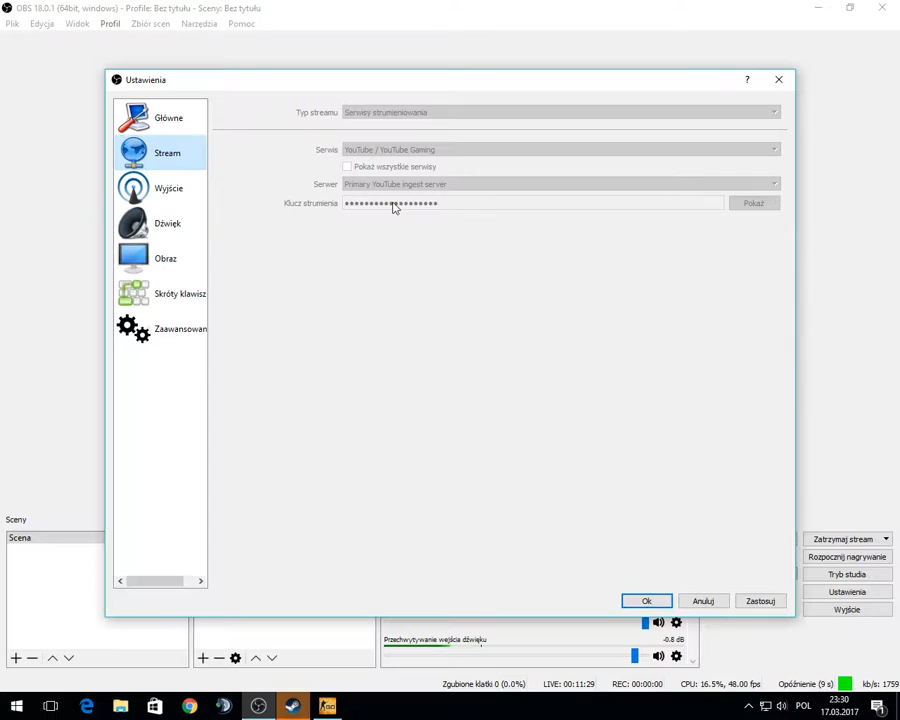 OBS 18.0.1 (64bit, windows) - Profile: Bez tytułu - Sceny: Bez tytułu
Plik Edycja Widok Profil Zbiór scen Narzędzia Pomoc
Ustawienia
Główne
Stream
Wyjście
Dźwięk
Obraz
Skróty klawisz
Zaawansowan
Typ streamu Serwisy strumieniowania
Serwis YouTube / YouTube Gaming
Pokaż wszystkie serwisy
Serwer Primary YouTube ingest server
Klucz strumienia Pokaż
Ok Anuluj Zastosuj
Sceny
Scena
Zatrzymaj stream
Rozpocznij nagrywanie
Tryb studia
Ustawienia
Wyjście
Przechwytywanie wejścia dźwięku -0.8 dB
Zgubione klatki 0 (0.0%) LIVE: 00:11:29 REC: 00:00:00 CPU: 16.5%, 48.00 fps Opóźnienie (9 s) kb/s: 1759
POL 23:30
17.03.2017
1